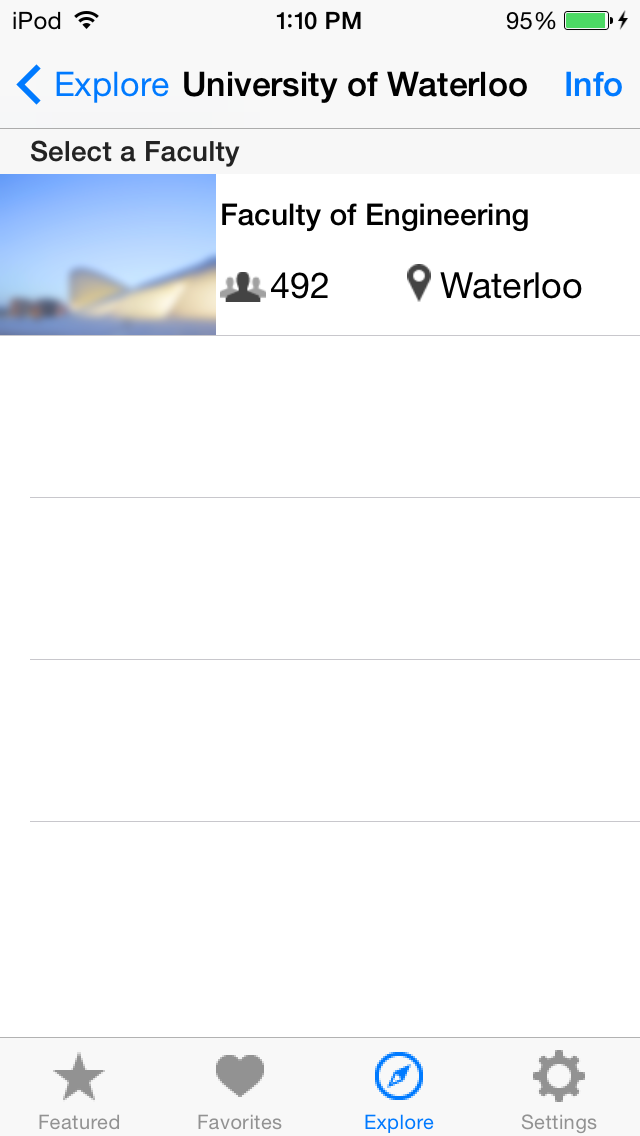 iPod 1:10 PM 95%
Explore University of Waterloo Info
Select a Faculty
Faculty of Engineering
492 Waterloo
Featured Favorites Explore Settings